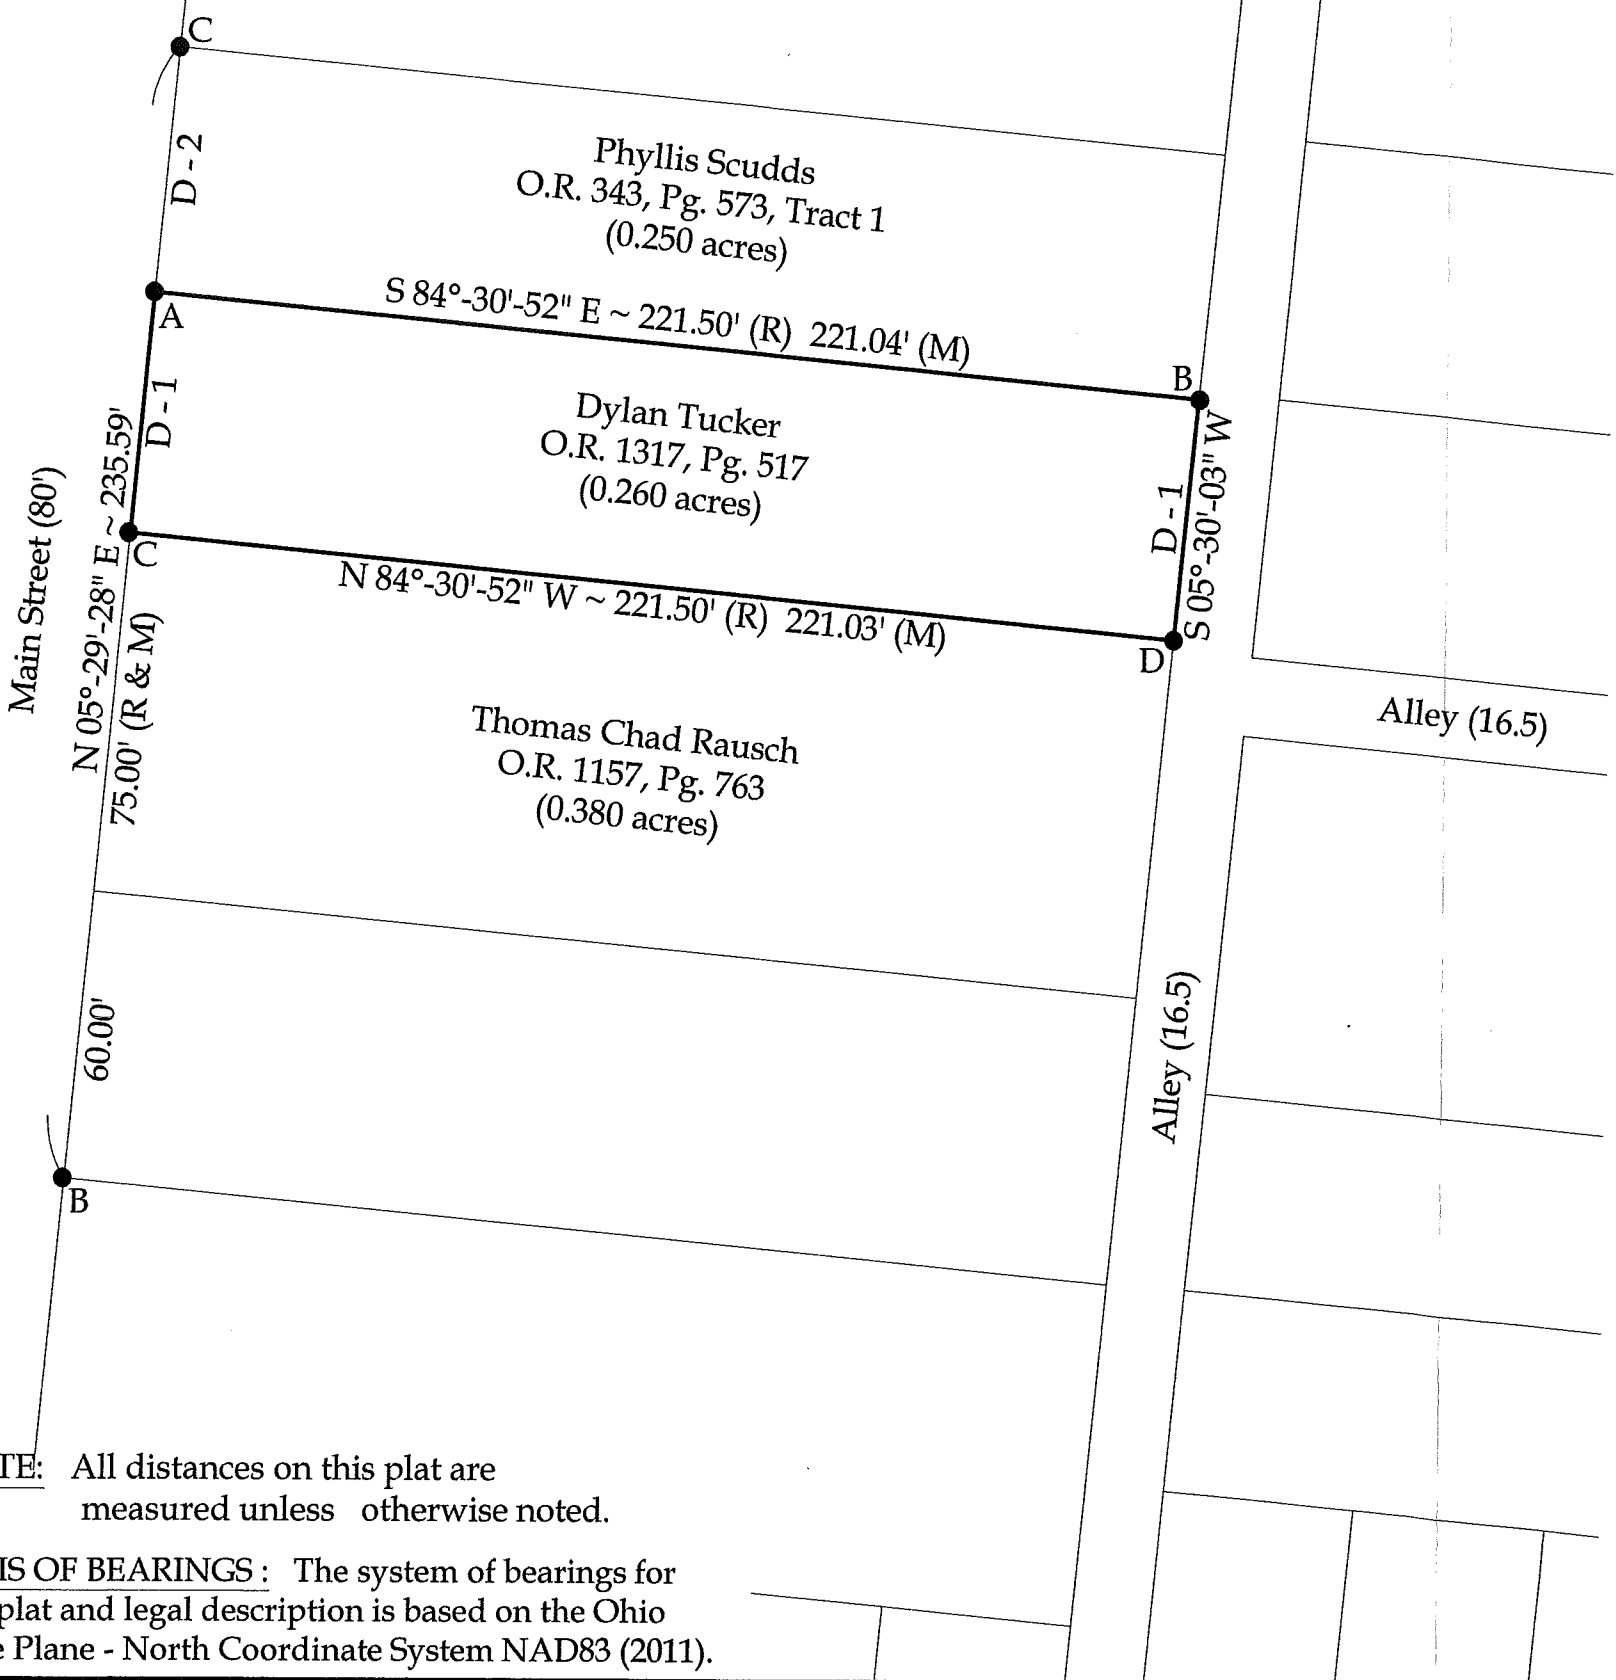 C
D - 2
Phyllis Scudds
O.R. 343, Pg. 573, Tract 1
(0.250 acres)
A
S 84°-30'-52" E ~ 221.50' (R)  221.04' (M)
B
D - 1
Dylan Tucker
O.R. 1317, Pg. 517
(0.260 acres)
D - 1
S 05°-30'-03" W
Main Street (80')
N 05°-29'-28" E ~ 235.59'
C
N 84°-30'-52" W ~ 221.50' (R)  221.03' (M)
D
75.00' (R & M)
Thomas Chad Rausch
O.R. 1157, Pg. 763
(0.380 acres)
Alley (16.5)
60.00'
Alley (16.5)
B
TE: All distances on this plat are
measured unless otherwise noted.
IS OF BEARINGS : The system of bearings for
plat and legal description is based on the Ohio
e Plane - North Coordinate System NAD83 (2011).